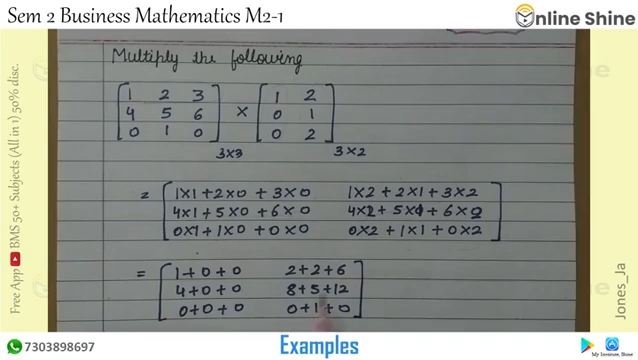 Sem 2 Business Mathematics M2-1
Online Shine
Multiply the following
[1 2 3] × [1 2]
[4 5 6] [0 1]
[0 1 0] [0 2]
3×3 3×2
= [1×1+2×0+3×0 1×2+2×1+3×2]
[4×1+5×0+6×0 4×2+5×1+6×2]
[0×1+1×0+0×0 0×2+1×1+0×2]
= [1+0+0 2+2+6]
[4+0+0 8+5+12]
[0+0+0 0+1+0]
Free App BMS 50+ Subjects (All in 1) 50% disc.
Jones_Ja
7303898697
Examples
My Investors, Shine